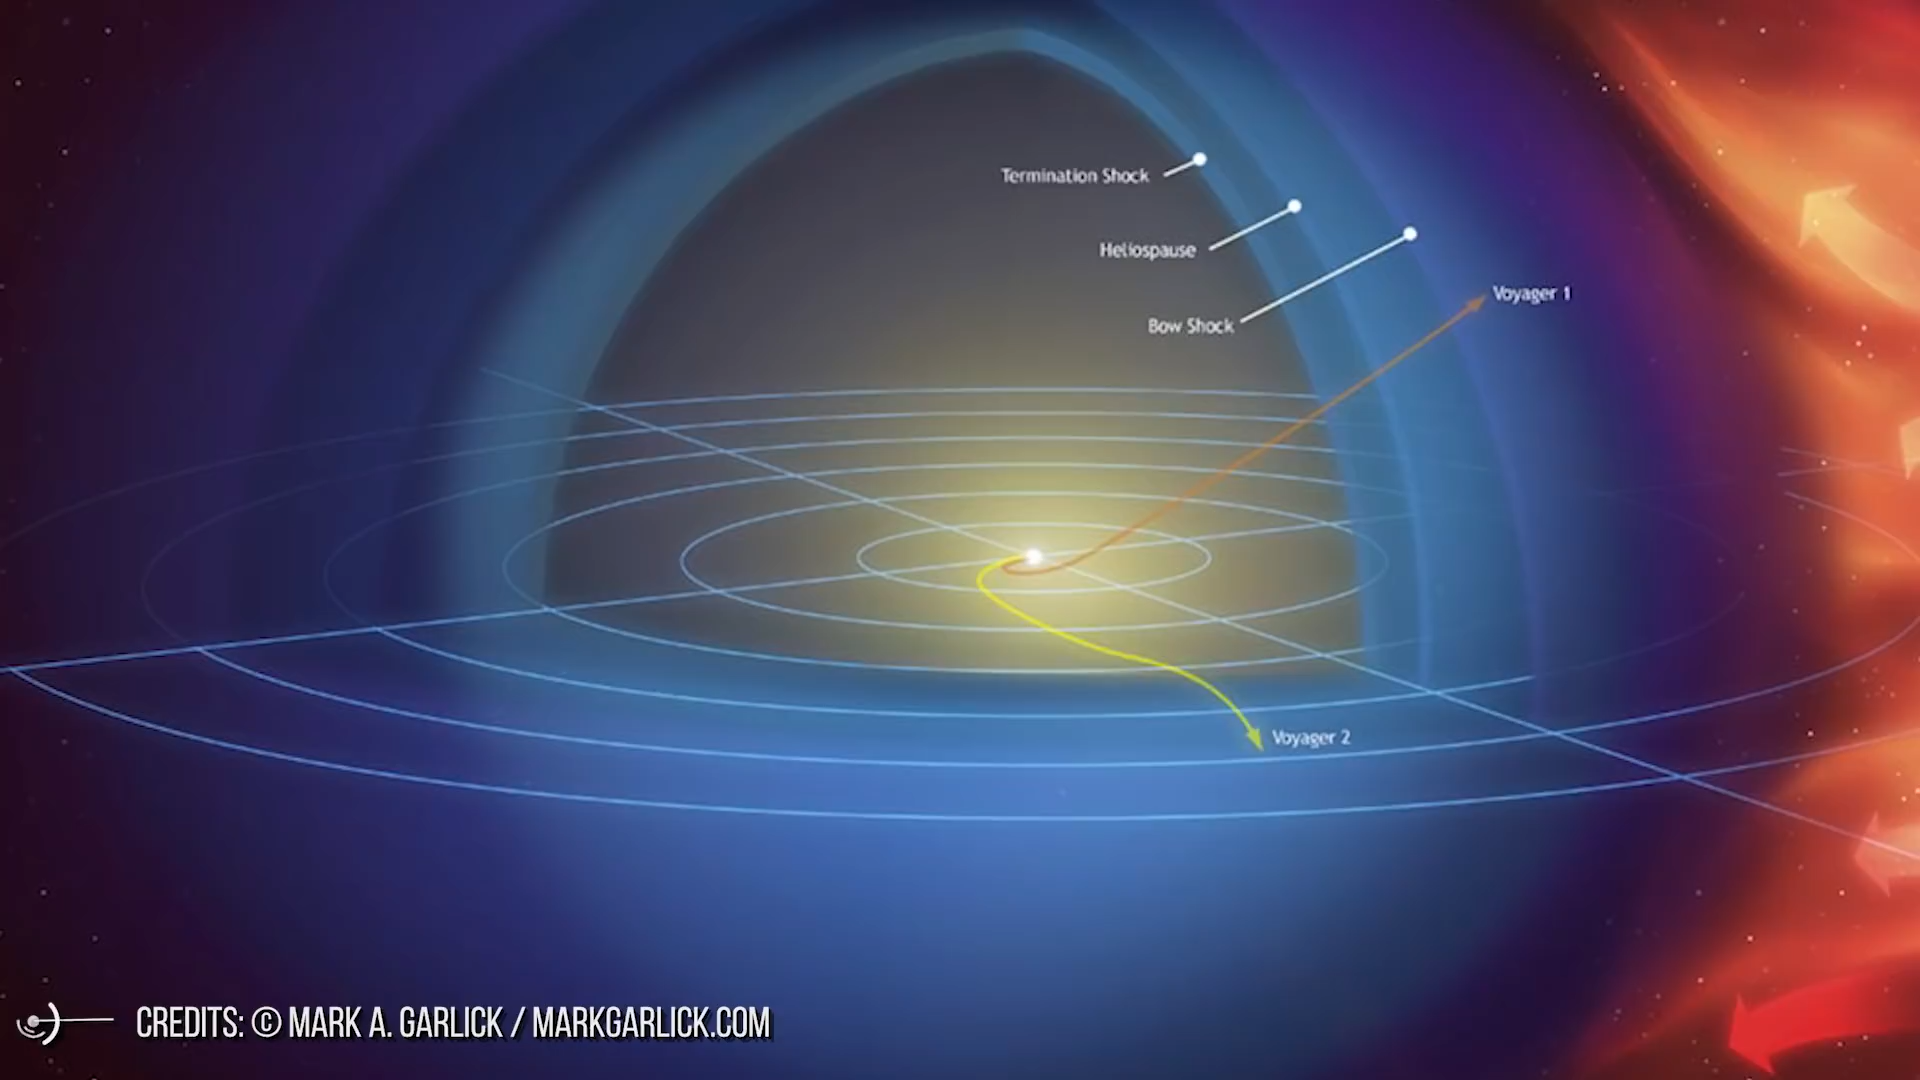 Termination Shock
Heliospause
Voyager 1
Bow Shock
Voyager 2
CREDITS: © MARK A. GARLICK / MARKGARLICK.COM